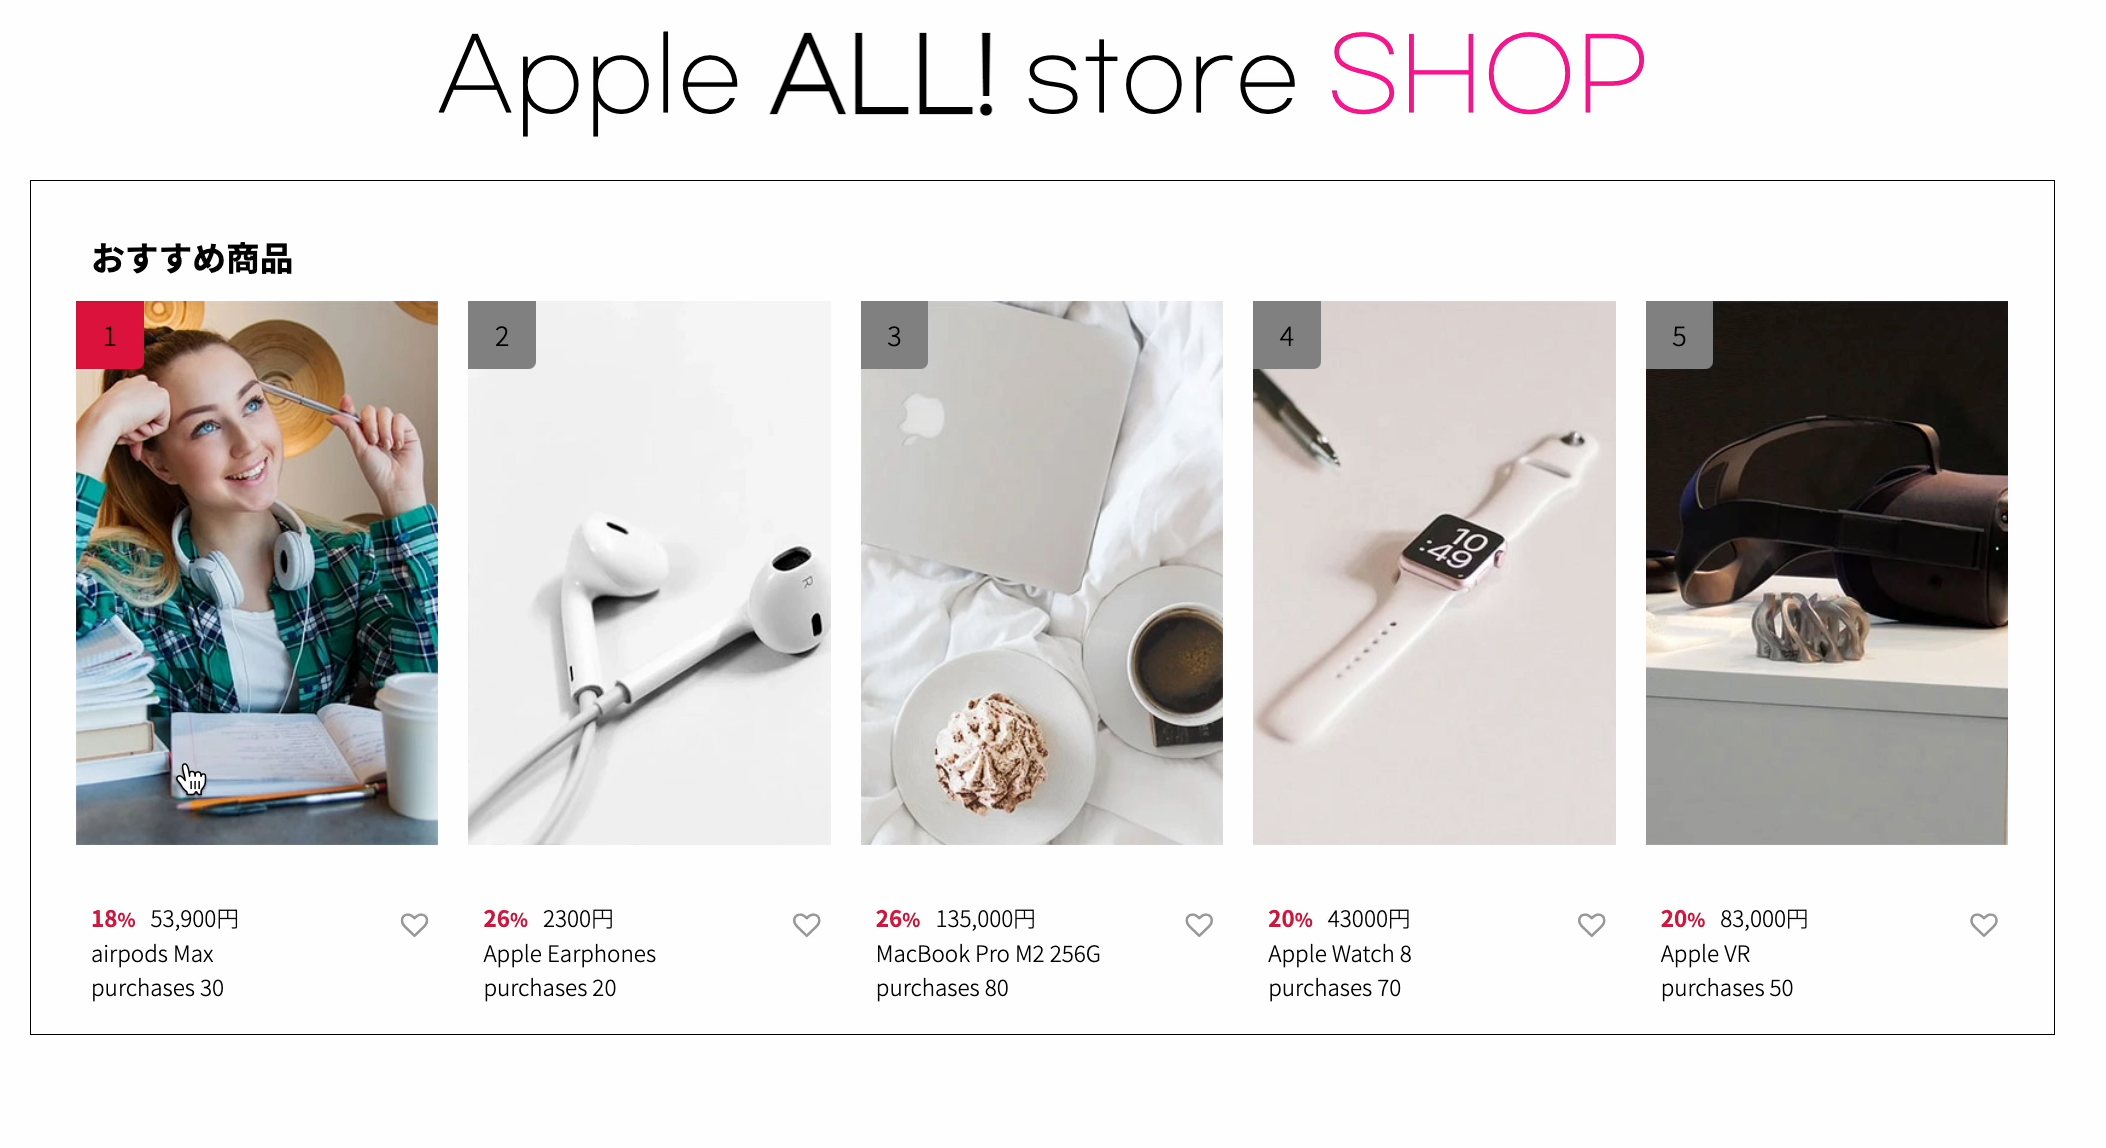 Apple ALL! store SHOP
おすすめ商品
1
2
3
4
5
R
10
:49
18% 53,900円
airpods Max
purchases 30
26% 2300円
Apple Earphones
purchases 20
26% 135,000円
MacBook Pro M2 256G
purchases 80
20% 43000円
Apple Watch 8
purchases 70
20% 83,000円
Apple VR
purchases 50